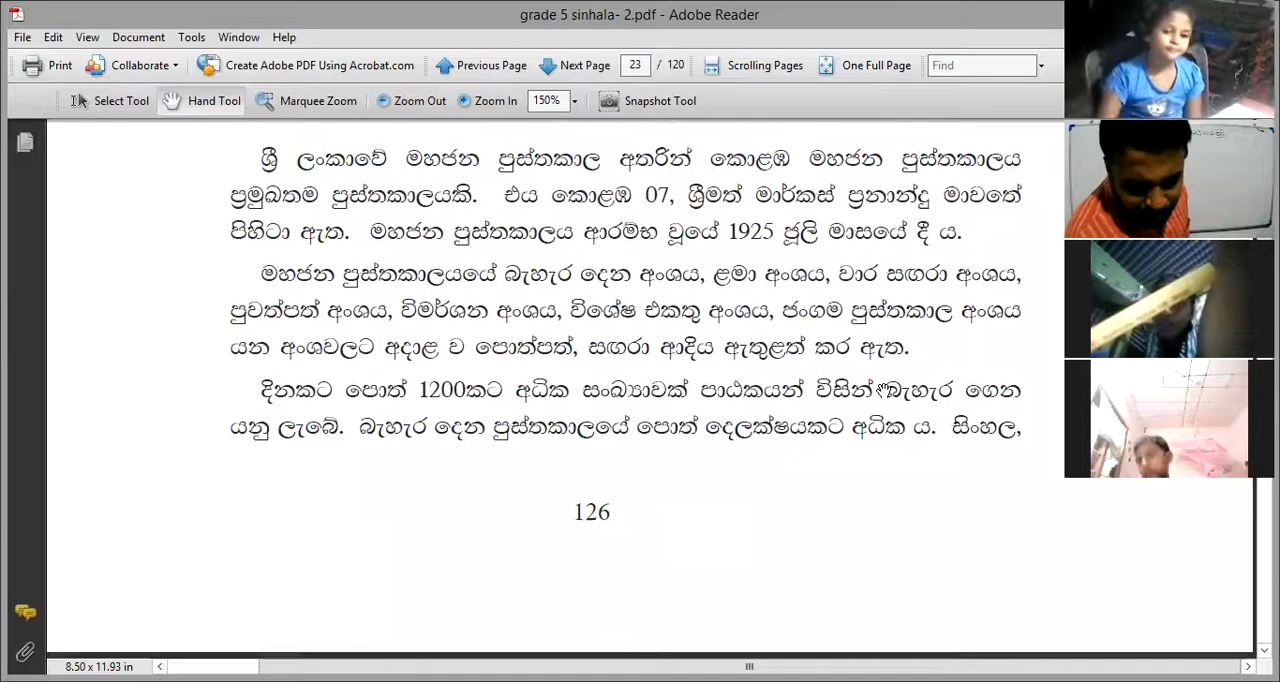 grade 5 sinhala- 2.pdf - Adobe Reader
File Edit View Document Tools Window Help
Print Collaborate Create Adobe PDF Using Acrobat.com Previous Page Next Page 23 / 120 Scrolling Pages One Full Page Find
Select Tool Hand Tool Marquee Zoom Zoom Out Zoom In 150% Snapshot Tool
ශ්‍රී ලංකාවේ මහජන පුස්තකාල අතරින් කොළඹ මහජන පුස්තකාලය
ප්‍රමුඛතම පුස්තකාලයකි. එය කොළඹ 07, ශ්‍රීමත් මාර්කස් ප්‍රනාන්දු මාවතේ
පිහිටා ඇත. මහජන පුස්තකාලය ආරම්භ වූයේ 1925 ජූලි මාසයේ දී ය.
මහජන පුස්තකාලයයේ බැහැර දෙන අංශය, ළමා අංශය, වාර සඟරා අංශය,
පුවත්පත් අංශය, විමර්ශන අංශය, විශේෂ එකතු අංශය, ජංගම පුස්තකාල අංශය
යන අංශවලට අදාළ ව පොත්පත්, සඟරා ආදිය ඇතුළත් කර ඇත.
දිනකට පොත් 1200කට අධික සංඛ්‍යාවක් පාඨකයන් විසින් බැහැර ගෙන
යනු ලැබේ. බැහැර දෙන පුස්තකාලයේ පොත් දෙලක්ෂයකට අධික ය. සිංහල,
126
8.50 x 11.93 in